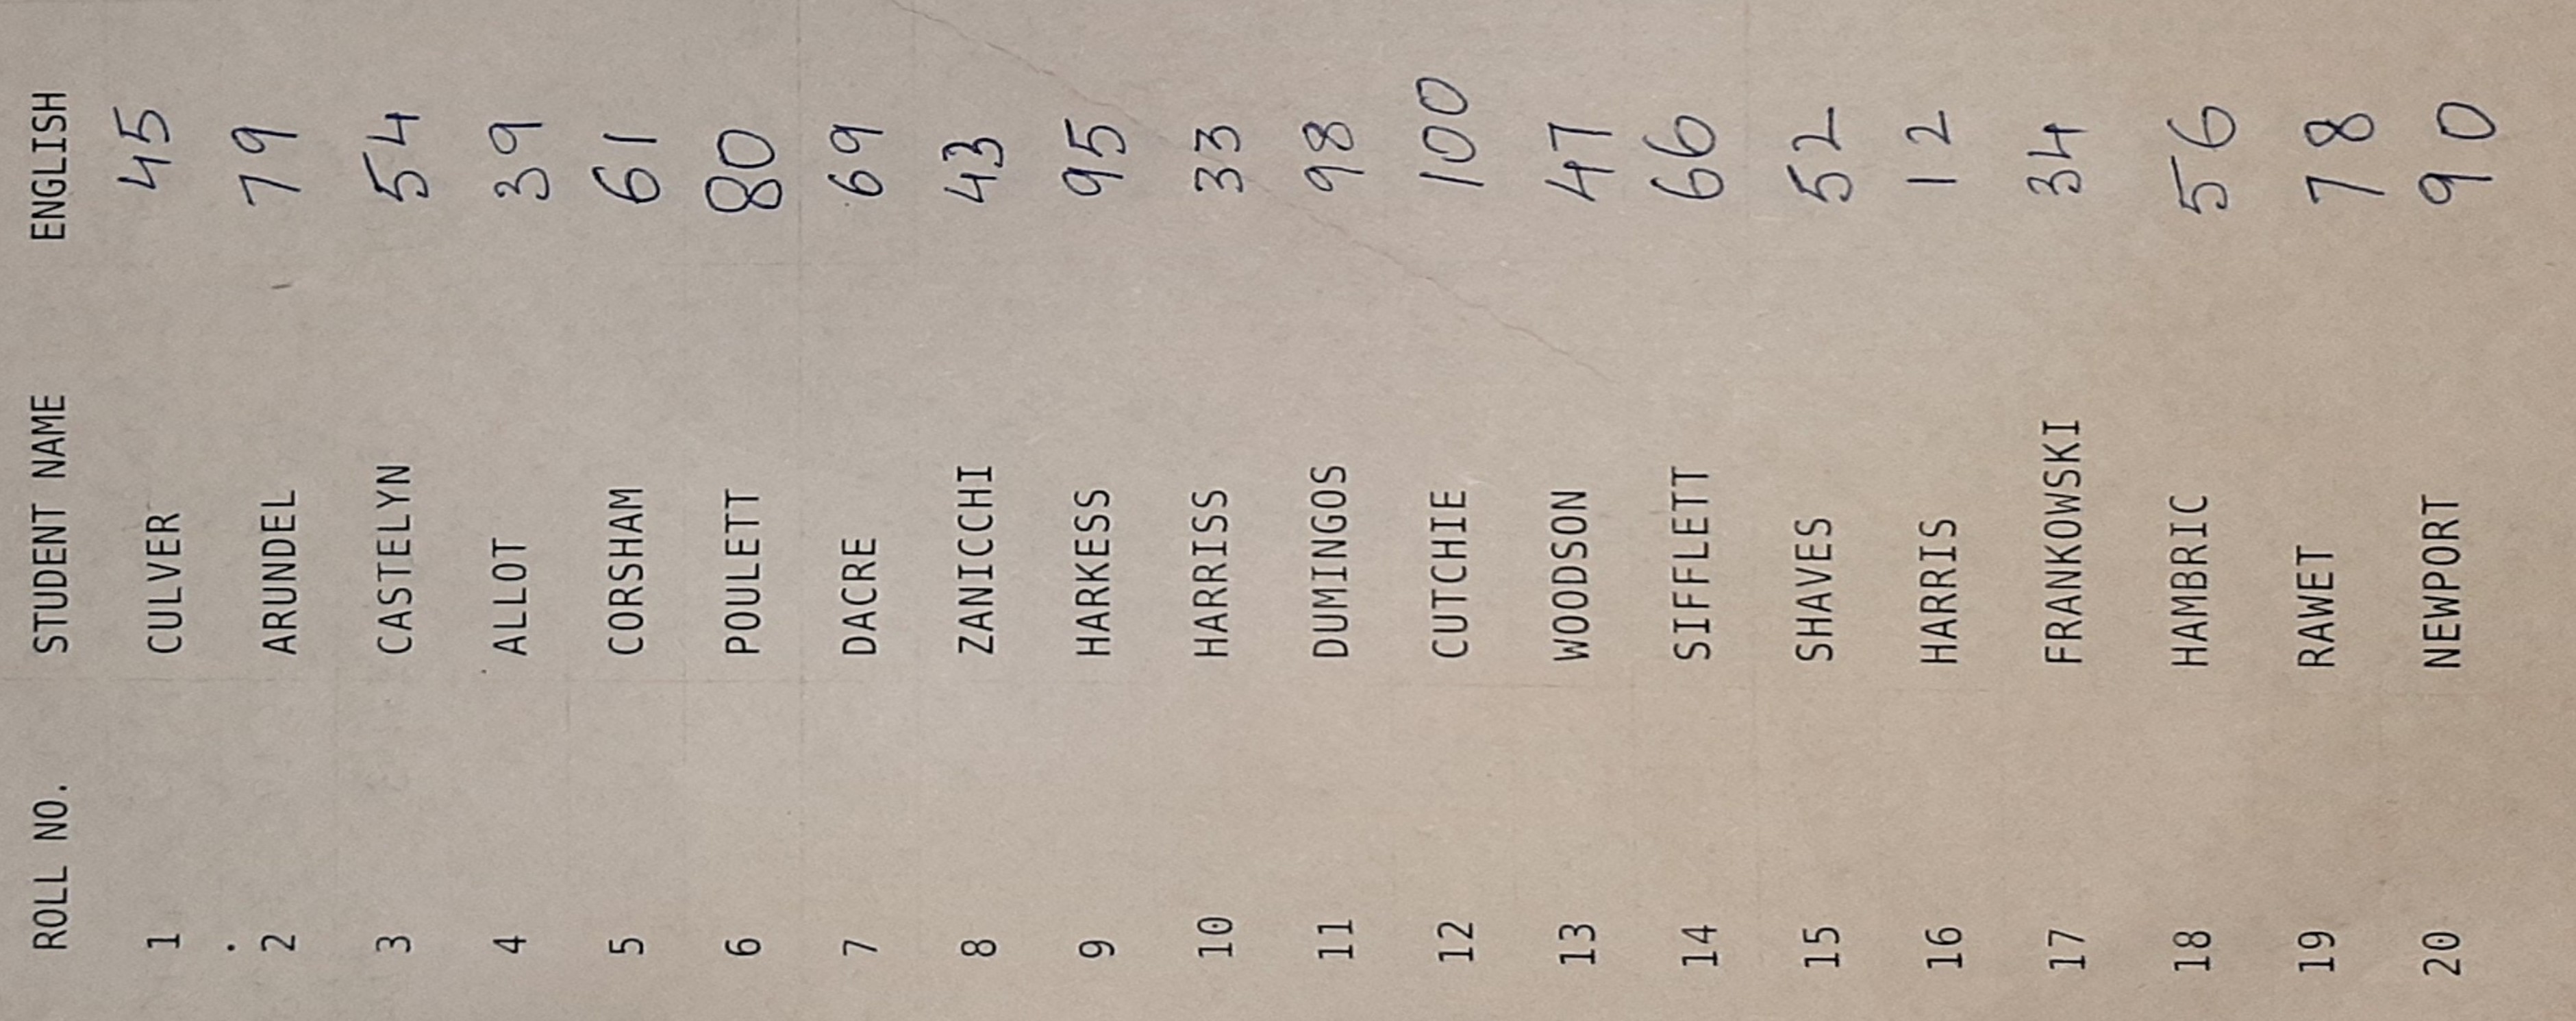 ROLL NO. STUDENT NAME ENGLISH
1 CULVER 45
2 ARUNDEL 79
3 CASTELYN 54
4 ALLOT 39
5 CORSHAM 61
6 POULETT 80
7 DACRE 69
8 ZANICCHI 43
9 HARKESS 95
10 HARRISS 33
11 DUMINGOS 98
12 CUTCHIE 100
13 WOODSON 47
14 SIFFLETT 66
15 SHAVES 52
16 HARRIS 12
17 FRANKOWSKI 34
18 HAMBRIC 56
19 RAWET 78
20 NEWPORT 90